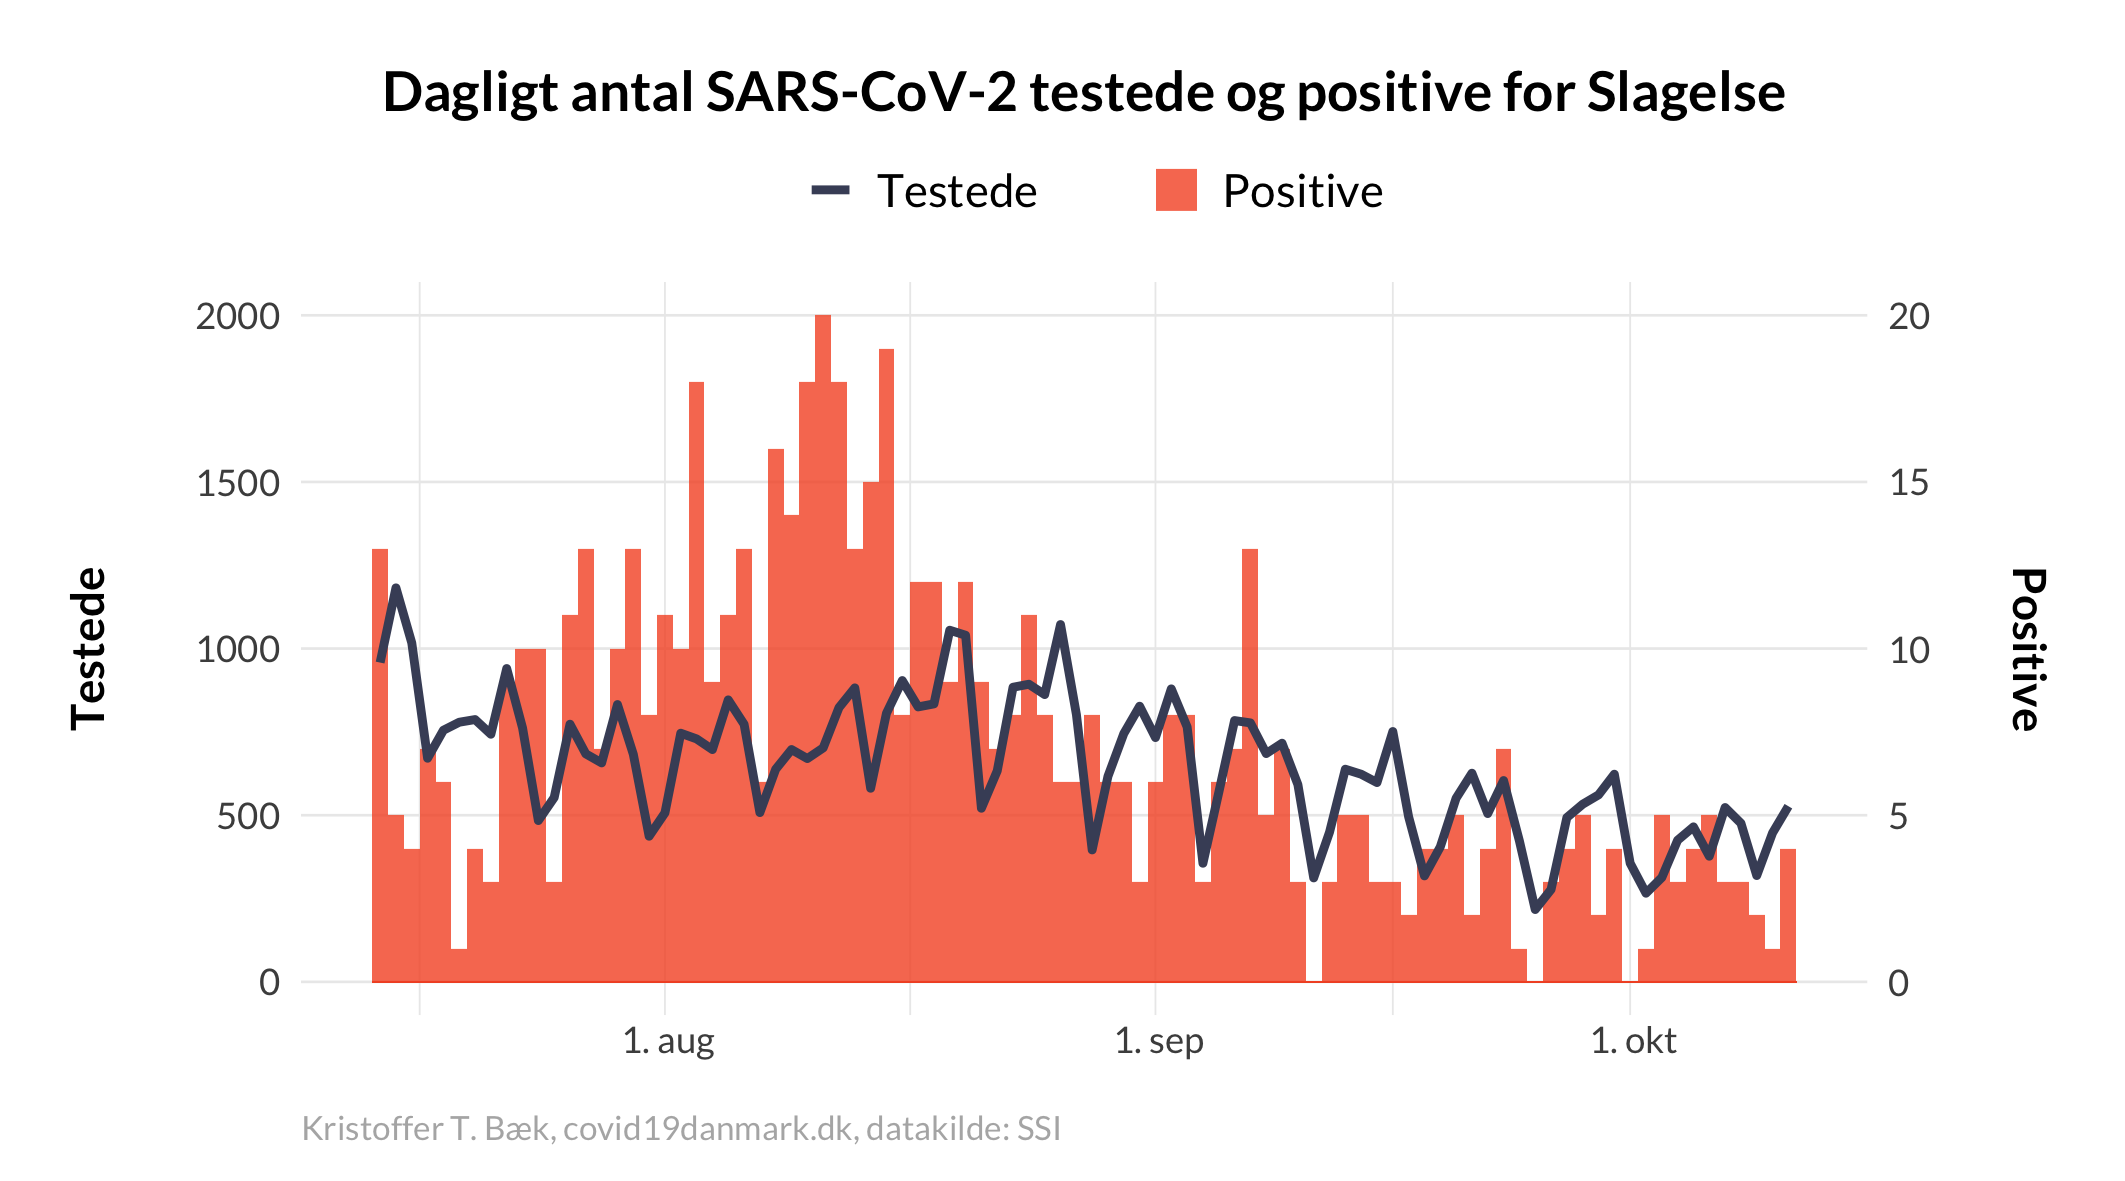 Dagligt antal SARS-CoV-2 testede og positive for Slagelse
Testede Positive
2000 20
1500 15
1000 10
500 5
0 0
Testede
Positive
1. aug 1. sep 1. okt
Kristoffer T. Bæk, covid19danmark.dk, datakilde: SSI